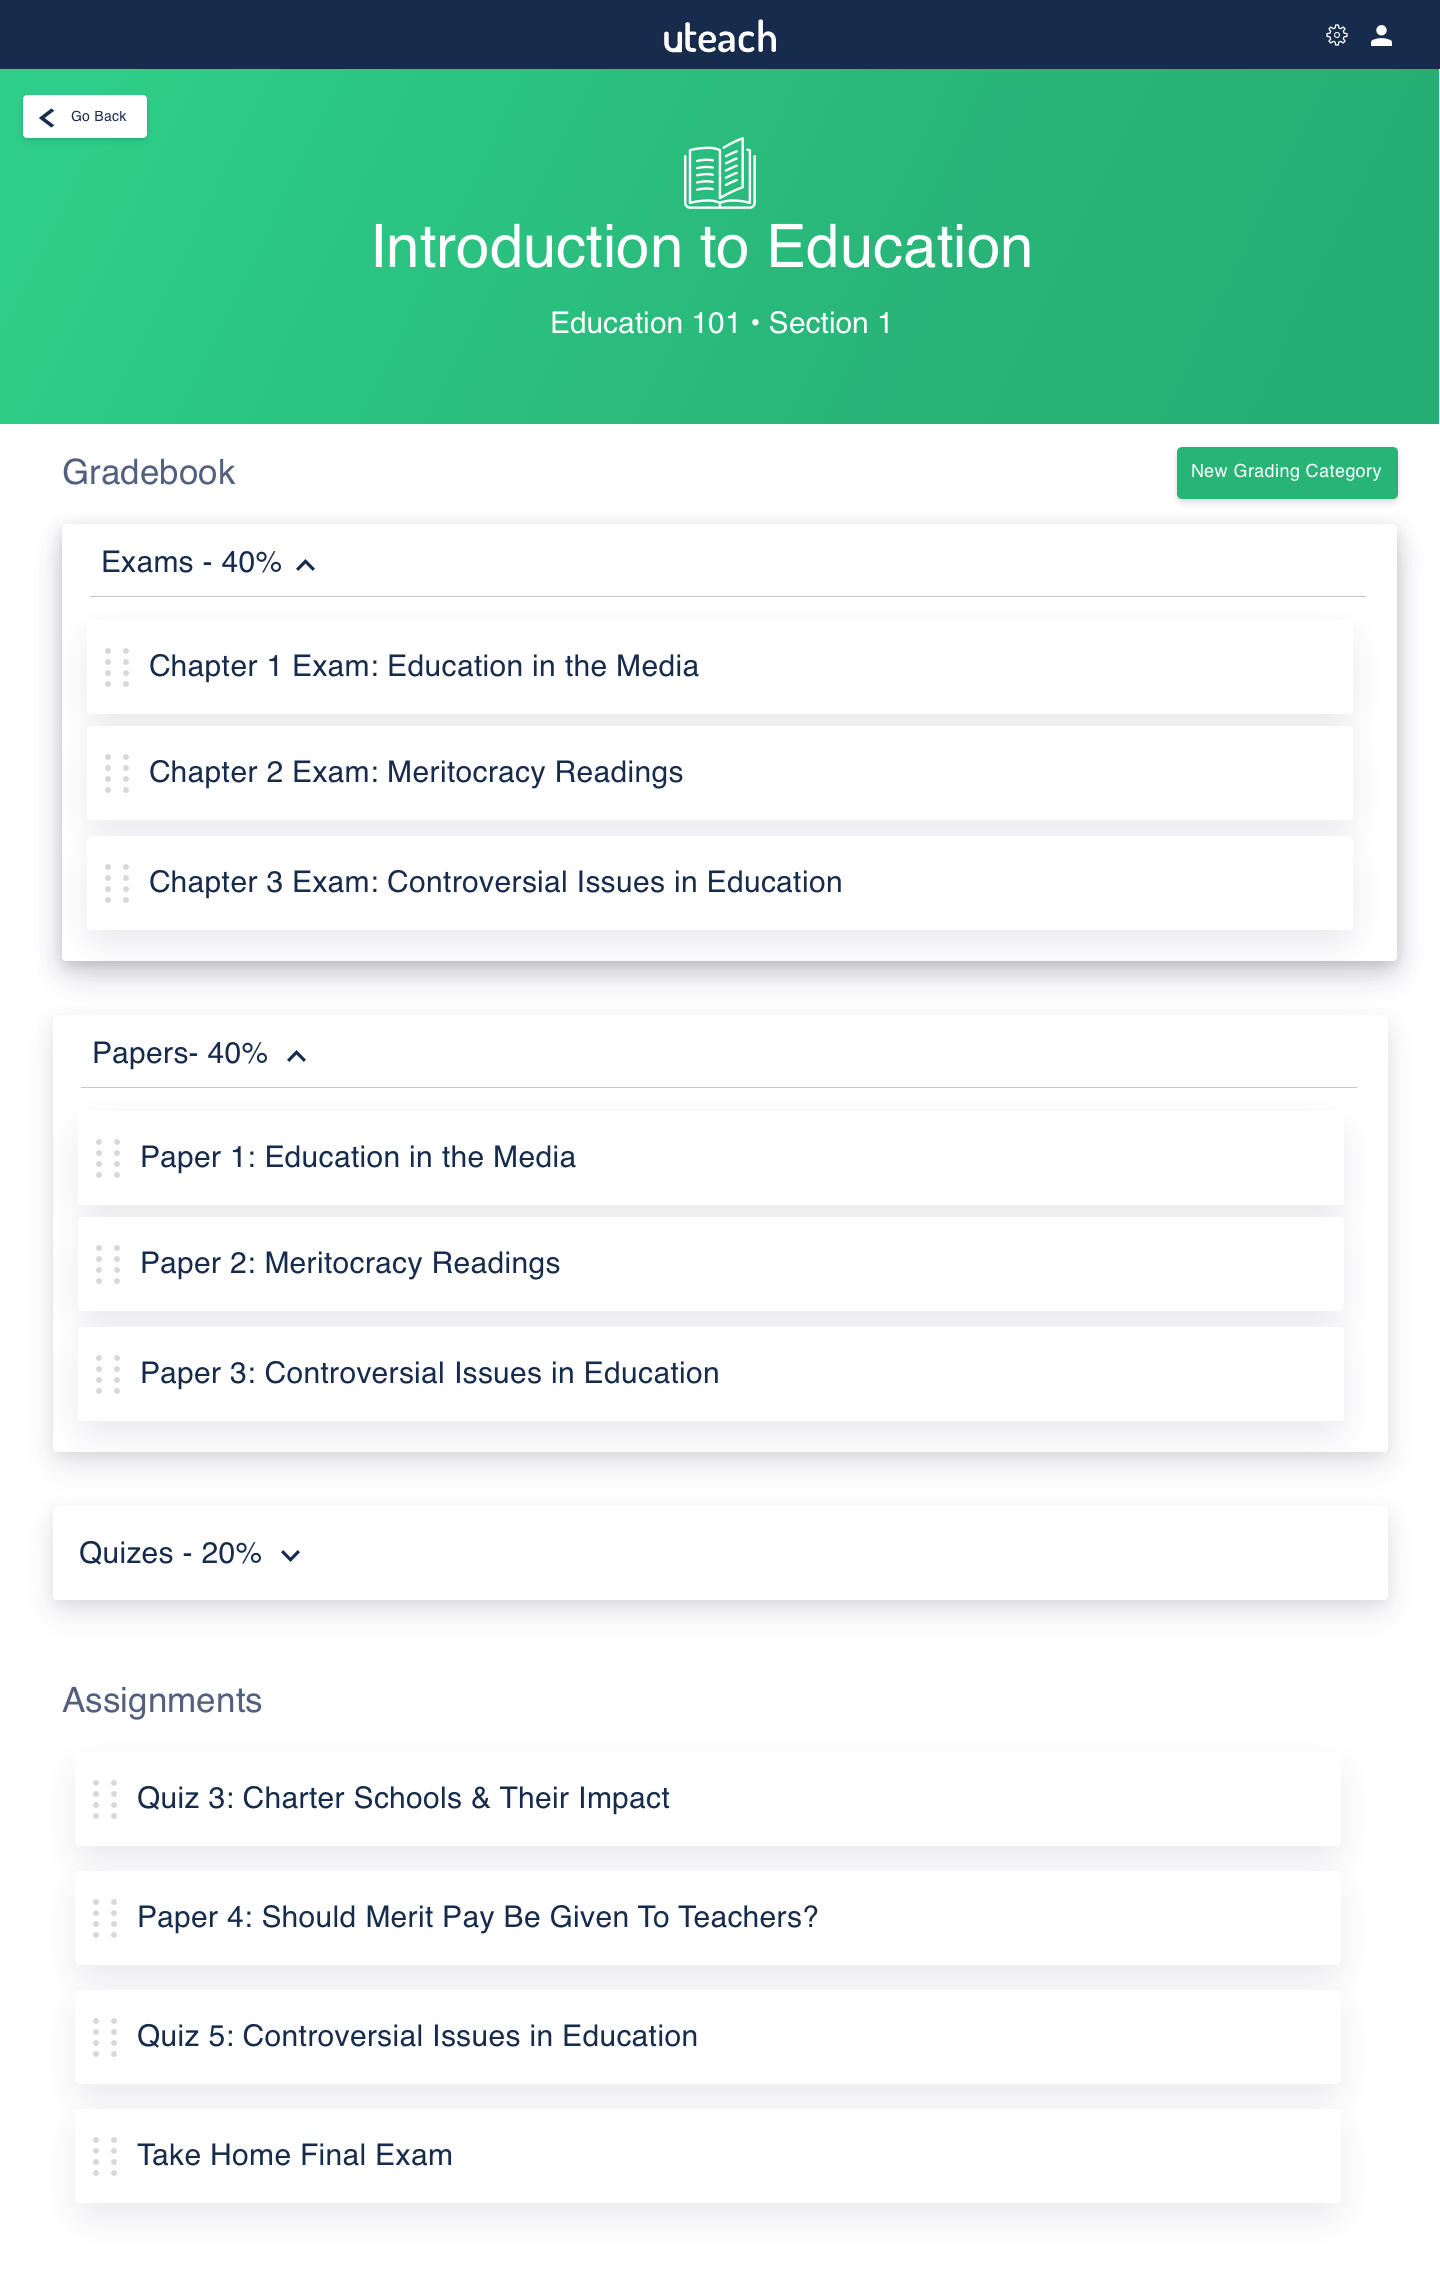 uteach
Go Back
Introduction to Education
Education 101 • Section 1
Gradebook
New Grading Category
Exams - 40%
Chapter 1 Exam: Education in the Media
Chapter 2 Exam: Meritocracy Readings
Chapter 3 Exam: Controversial Issues in Education
Papers- 40%
Paper 1: Education in the Media
Paper 2: Meritocracy Readings
Paper 3: Controversial Issues in Education
Quizes - 20%
Assignments
Quiz 3: Charter Schools & Their Impact
Paper 4: Should Merit Pay Be Given To Teachers?
Quiz 5: Controversial Issues in Education
Take Home Final Exam